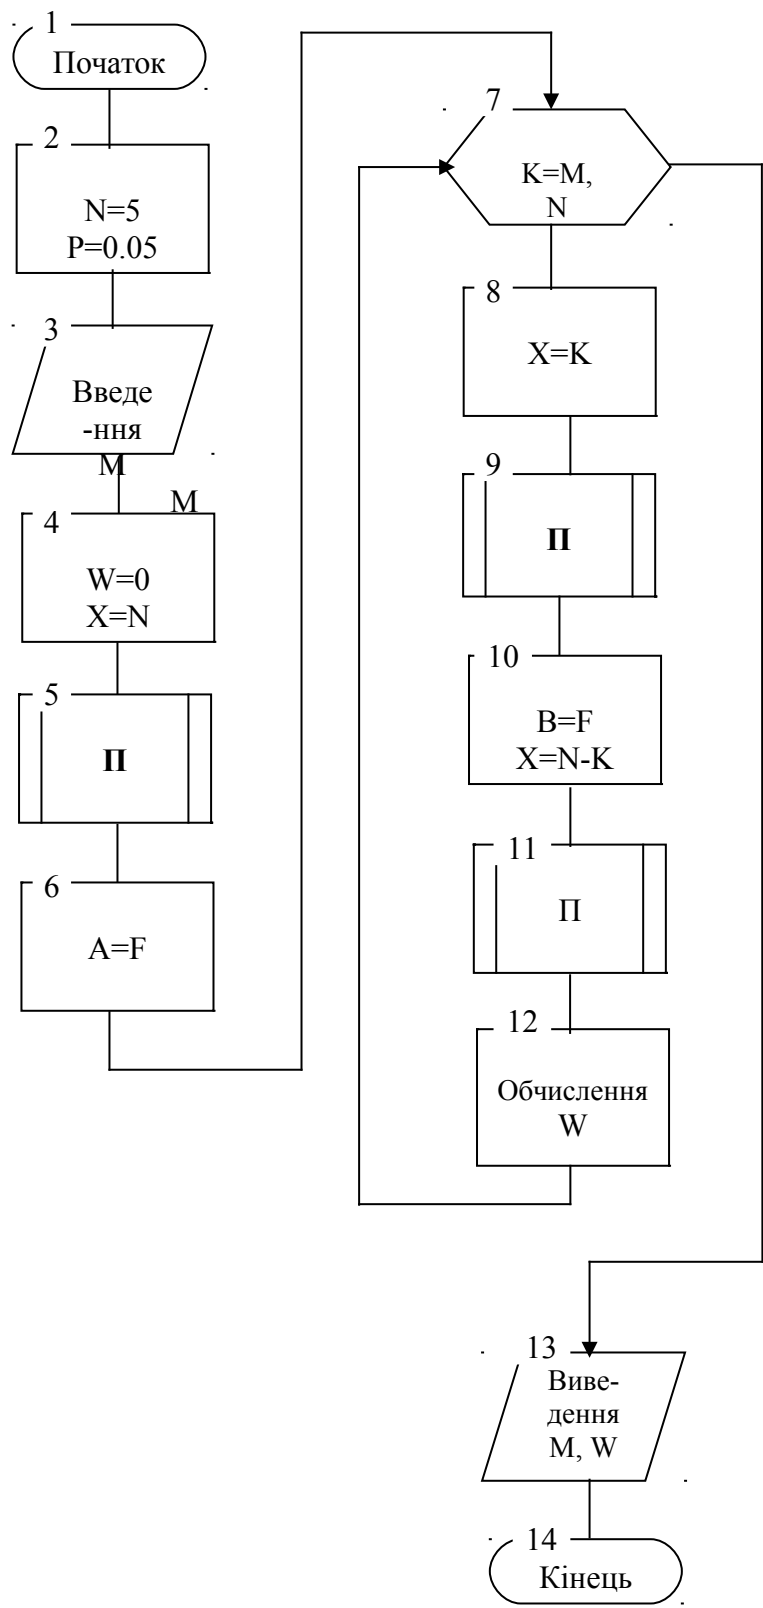 1
Початок
2
N=5
P=0.05
3
Введе
-ння
М
М
4
W=0
X=N
5
П
6
A=F
7
K=M,
N
8
X=K
9
П
10
B=F
X=N-K
11
П
12
Обчислення
W
13
Виве-
дення
M, W
14
Кінець